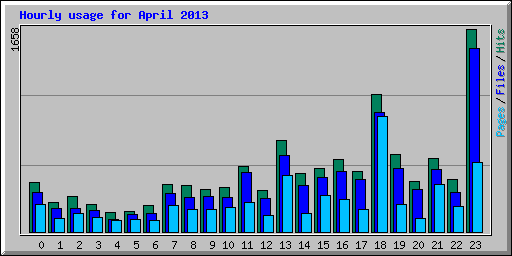 Hourly usage for April 2013
1658
Pages/Files/Hits
0 1 2 3 4 5 6 7 8 9 10 11 12 13 14 15 16 17 18 19 20 21 22 23